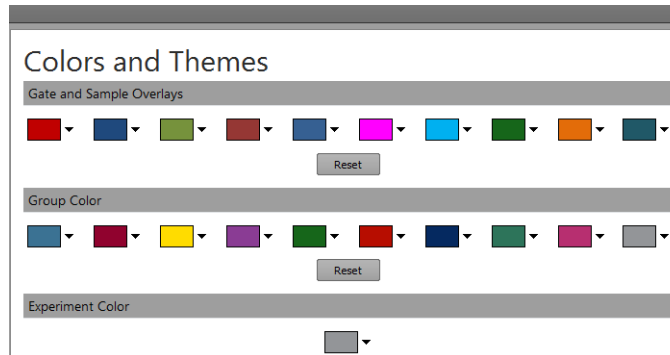 Colors and Themes
Gate and Sample Overlays
Reset
Group Color
Reset
Experiment Color